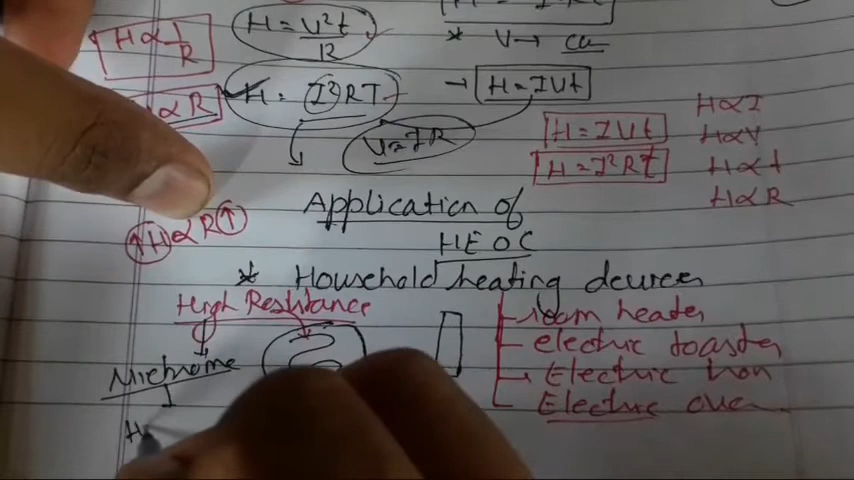 H = V²t/R
* V → 
H ∝ 1/R
∝ R
H = I²RT
→ H = IVt
V = IR
H = IVt
H = I²Rt
H∝I
H∝V
H∝t
H∝R
↑H ∝ R↑
Application of
HEOC
* Household heating devices
High Resistance
Nichrome
room heater
electric toaster
Electric Iron
Electric oven